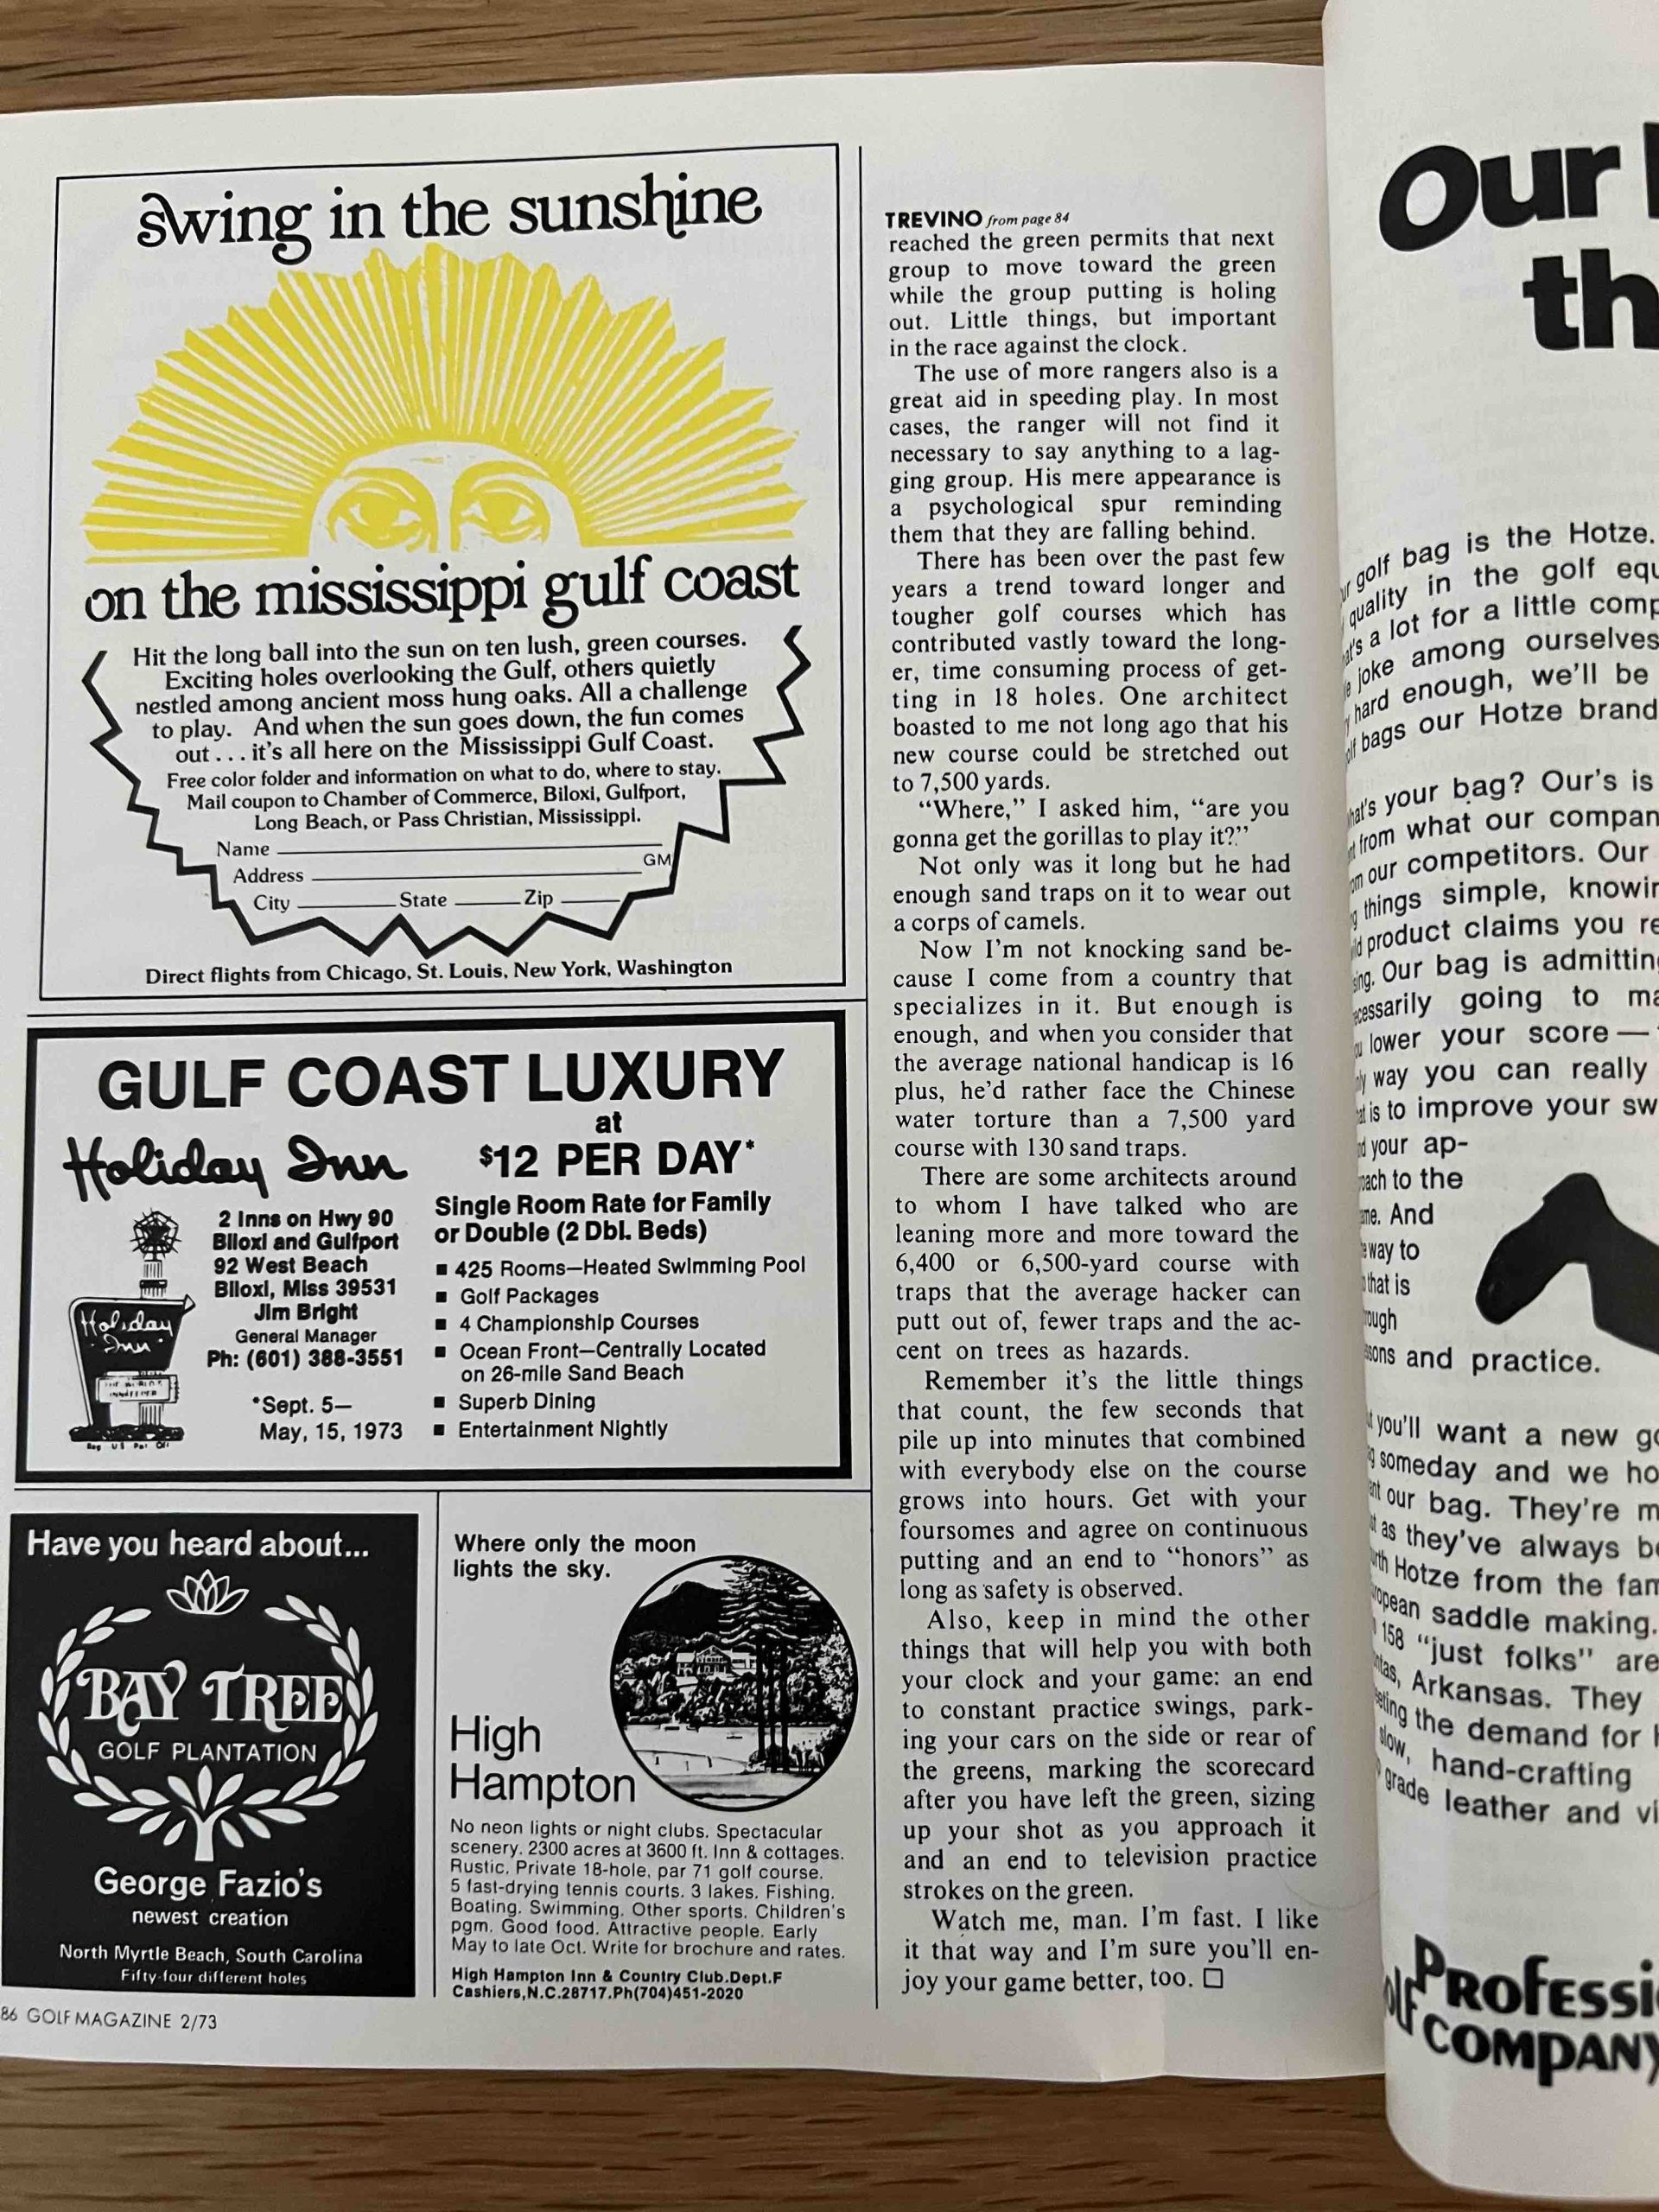 swing in the sunshine
on the mississippi gulf coast
Hit the long ball into the sun on ten lush, green courses.
Exciting holes overlooking the Gulf, others quietly
nestled among ancient moss hung oaks. All a challenge
to play. And when the sun goes down, the fun comes
out . . . it's all here on the Mississippi Gulf Coast.
Free color folder and information on what to do, where to stay.
Mail coupon to Chamber of Commerce, Biloxi, Gulfport,
Long Beach, or Pass Christian, Mississippi.
Name
GM
Address
City State Zip
Direct flights from Chicago, St. Louis, New York, Washington
GULF COAST LUXURY
at
Holiday Inn
$12 PER DAY*
2 Inns on Hwy 90
Biloxi and Gulfport
92 West Beach
Biloxi, Miss 39531
Jim Bright
General Manager
Ph: (601) 388-3551
*Sept. 5—
May, 15, 1973
Holiday
Inn
THE WORLD'S
INNKEEPER
Reg U S Pat Off
Single Room Rate for Family
or Double (2 Dbl. Beds)
■ 425 Rooms—Heated Swimming Pool
■ Golf Packages
■ 4 Championship Courses
■ Ocean Front—Centrally Located
on 26-mile Sand Beach
■ Superb Dining
■ Entertainment Nightly
Have you heard about...
BAY TREE
GOLF PLANTATION
George Fazio's
newest creation
North Myrtle Beach, South Carolina
Fifty-four different holes
Where only the moon
lights the sky.
High
Hampton
No neon lights or night clubs. Spectacular
scenery. 2300 acres at 3600 ft. Inn & cottages.
Rustic. Private 18-hole, par 71 golf course.
5 fast-drying tennis courts. 3 lakes. Fishing.
Boating. Swimming. Other sports. Children's
pgm. Good food. Attractive people. Early
May to late Oct. Write for brochure and rates.
High Hampton Inn & Country Club.Dept.F
Cashiers,N.C.28717.Ph(704)451-2020
86 GOLF MAGAZINE 2/73
TREVINO from page 84
reached the green permits that next
group to move toward the green
while the group putting is holing
out. Little things, but important
in the race against the clock.
The use of more rangers also is a
great aid in speeding play. In most
cases, the ranger will not find it
necessary to say anything to a lag-
ging group. His mere appearance is
a psychological spur reminding
them that they are falling behind.
There has been over the past few
years a trend toward longer and
tougher golf courses which has
contributed vastly toward the long-
er, time consuming process of get-
ting in 18 holes. One architect
boasted to me not long ago that his
new course could be stretched out
to 7,500 yards.
"Where," I asked him, "are you
gonna get the gorillas to play it?"
Not only was it long but he had
enough sand traps on it to wear out
a corps of camels.
Now I'm not knocking sand be-
cause I come from a country that
specializes in it. But enough is
enough, and when you consider that
the average national handicap is 16
plus, he'd rather face the Chinese
water torture than a 7,500 yard
course with 130 sand traps.
There are some architects around
to whom I have talked who are
leaning more and more toward the
6,400 or 6,500-yard course with
traps that the average hacker can
putt out of, fewer traps and the ac-
cent on trees as hazards.
Remember it's the little things
that count, the few seconds that
pile up into minutes that combined
with everybody else on the course
grows into hours. Get with your
foursomes and agree on continuous
putting and an end to "honors" as
long as safety is observed.
Also, keep in mind the other
things that will help you with both
your clock and your game: an end
to constant practice swings, park-
ing your cars on the side or rear of
the greens, marking the scorecard
after you have left the green, sizing
up your shot as you approach it
and an end to television practice
strokes on the green.
Watch me, man. I'm fast. I like
it that way and I'm sure you'll en-
joy your game better, too. □
Our
th
golf bag is the Hotze.
quality in the golf equ
a lot for a little comp
joke among ourselves
hard enough, we'll be
bags our Hotze brand
your bag? Our's is
from what our compan
our competitors. Our
things simple, knowin
product claims you re
Our bag is admitting
going to ma
lower your score—
way you can really
is to improve your sw
your ap-
to the
And
way to
that is
and practice.
you'll want a new go
someday and we ho
our bag. They're m
as they've always be
Hotze from the fam
saddle making.
158 "just folks" are
Arkansas. They
the demand for
hand-crafting
grade leather and vi
PROFESSI
GOLF
COMPANY